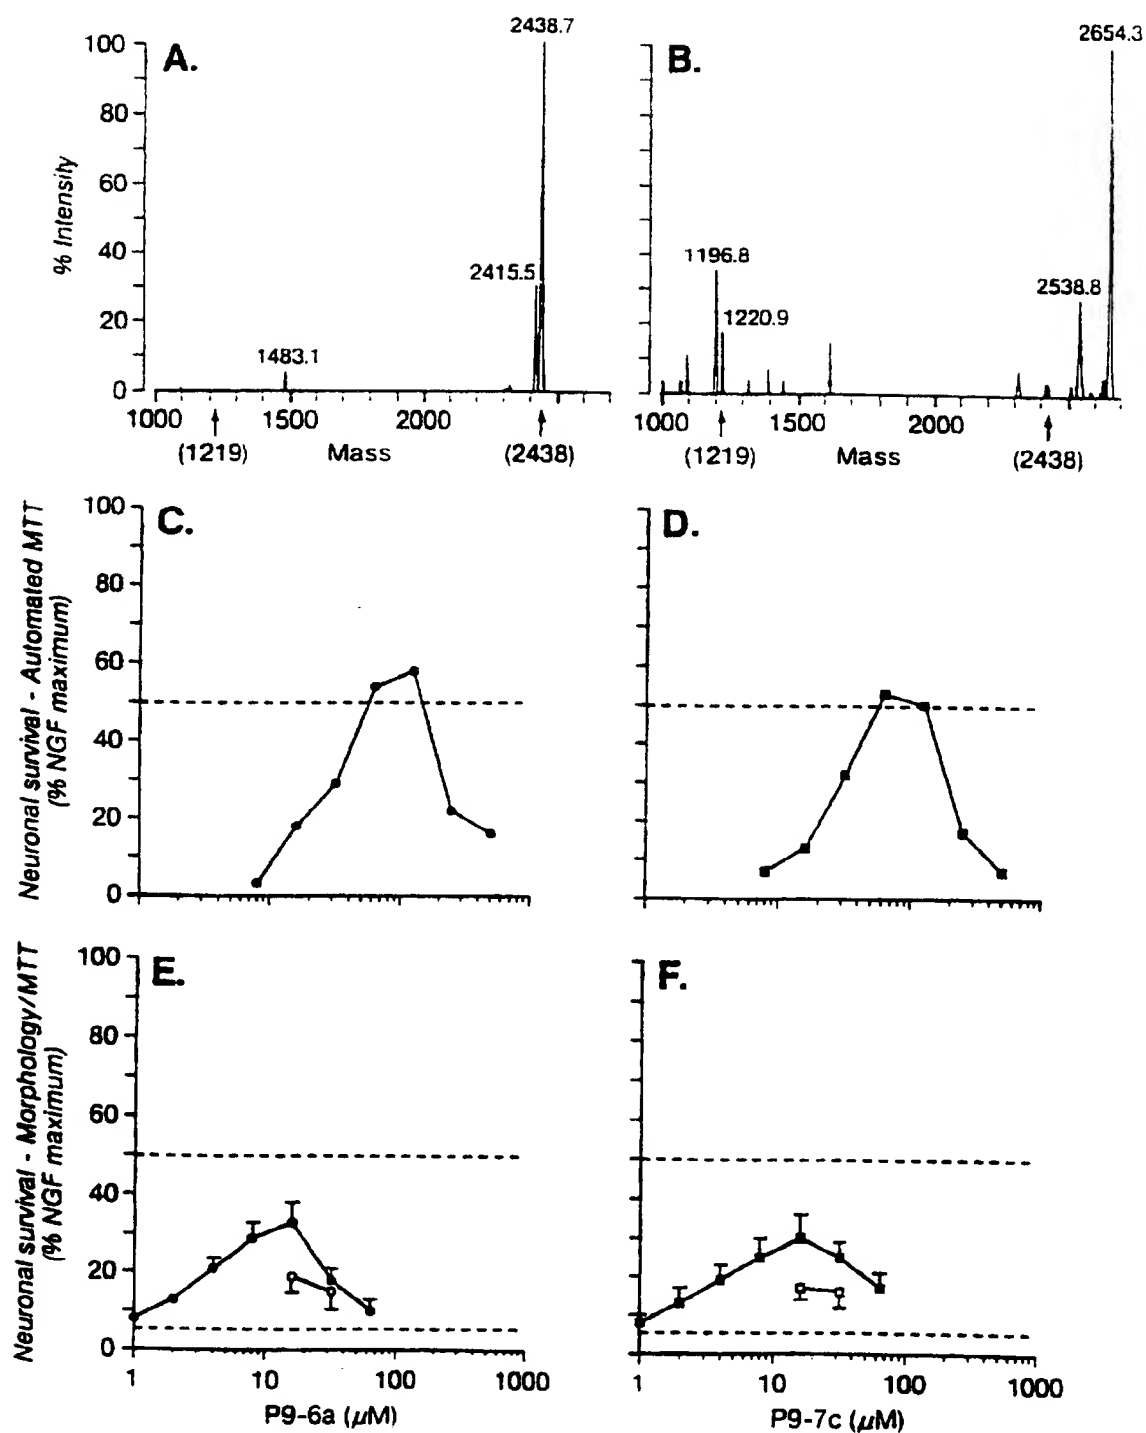 2438.7
2654.3
A.
B.
100
80
60
40
20
0
% Intensity
2415.5
1483.1
1196.8
1220.9
2538.8
1000 1500 2000
(1219) Mass (2438)
1000 1500 2000
(1219) Mass (2438)
C.
D.
100
80
60
40
20
0
Neuronal survival - Automated MTT
(% NGF maximum)
E.
F.
100
80
60
40
20
0
Neuronal survival - Morphology/MTT
(% NGF maximum)
1 10 100 1000
P9-6a (μM)
1 10 100 1000
P9-7c (μM)